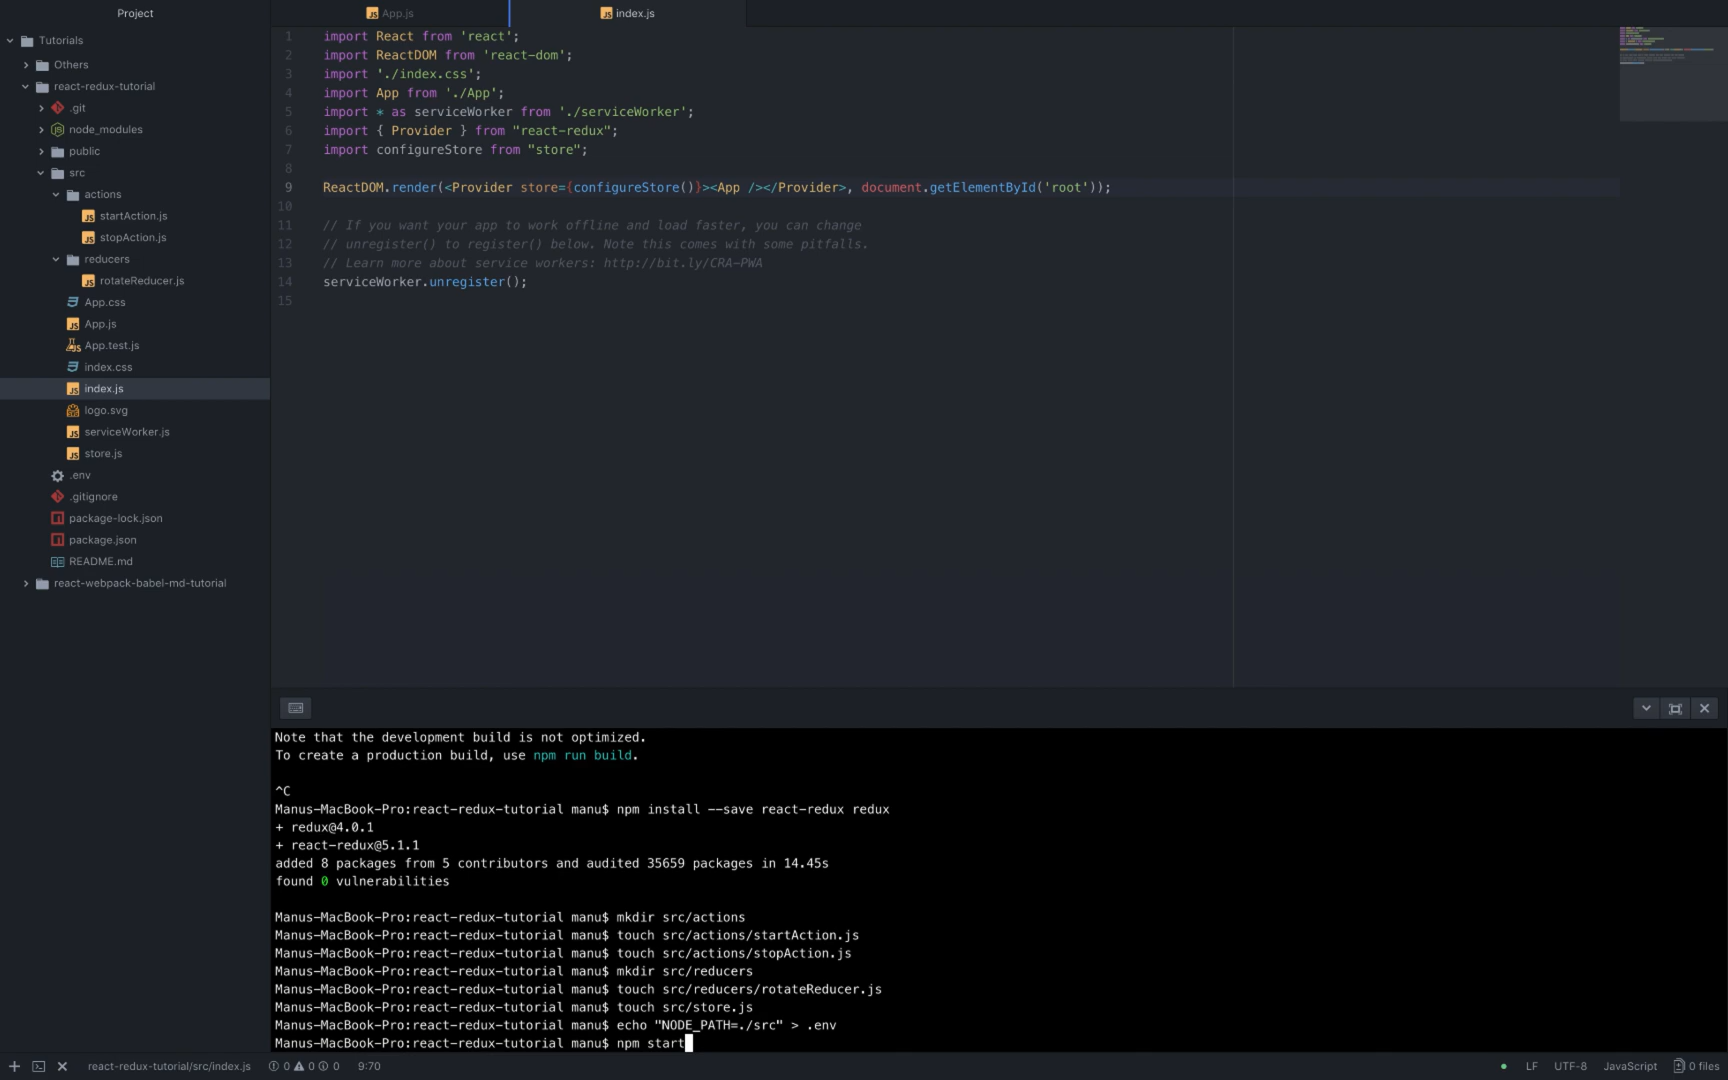 Project
Tutorials
Others
react-redux-tutorial
.git
node_modules
public
src
actions
startAction.js
stopAction.js
reducers
rotateReducer.js
App.css
App.js
App.test.js
index.css
index.js
logo.svg
serviceWorker.js
store.js
.env
.gitignore
package-lock.json
package.json
README.md
react-webpack-babel-md-tutorial
App.js
index.js
1 import React from 'react';
2 import ReactDOM from 'react-dom';
3 import './index.css';
4 import App from './App';
5 import * as serviceWorker from './serviceWorker';
6 import { Provider } from "react-redux";
7 import configureStore from "store";
8
9 ReactDOM.render(<Provider store={configureStore()}><App /></Provider>, document.getElementById('root'));
10
11 // If you want your app to work offline and load faster, you can change
12 // unregister() to register() below. Note this comes with some pitfalls.
13 // Learn more about service workers: http://bit.ly/CRA-PWA
14 serviceWorker.unregister();
15
Note that the development build is not optimized.
To create a production build, use npm run build.
^C
Manus-MacBook-Pro:react-redux-tutorial manu$ npm install --save react-redux redux
+ redux@4.0.1
+ react-redux@5.1.1
added 8 packages from 5 contributors and audited 35659 packages in 14.45s
found 0 vulnerabilities
Manus-MacBook-Pro:react-redux-tutorial manu$ mkdir src/actions
Manus-MacBook-Pro:react-redux-tutorial manu$ touch src/actions/startAction.js
Manus-MacBook-Pro:react-redux-tutorial manu$ touch src/actions/stopAction.js
Manus-MacBook-Pro:react-redux-tutorial manu$ mkdir src/reducers
Manus-MacBook-Pro:react-redux-tutorial manu$ touch src/reducers/rotateReducer.js
Manus-MacBook-Pro:react-redux-tutorial manu$ touch src/store.js
Manus-MacBook-Pro:react-redux-tutorial manu$ echo "NODE_PATH=./src" > .env
Manus-MacBook-Pro:react-redux-tutorial manu$ npm start
react-redux-tutorial/src/index.js 0 0 0 9:70 LF UTF-8 JavaScript 0 files